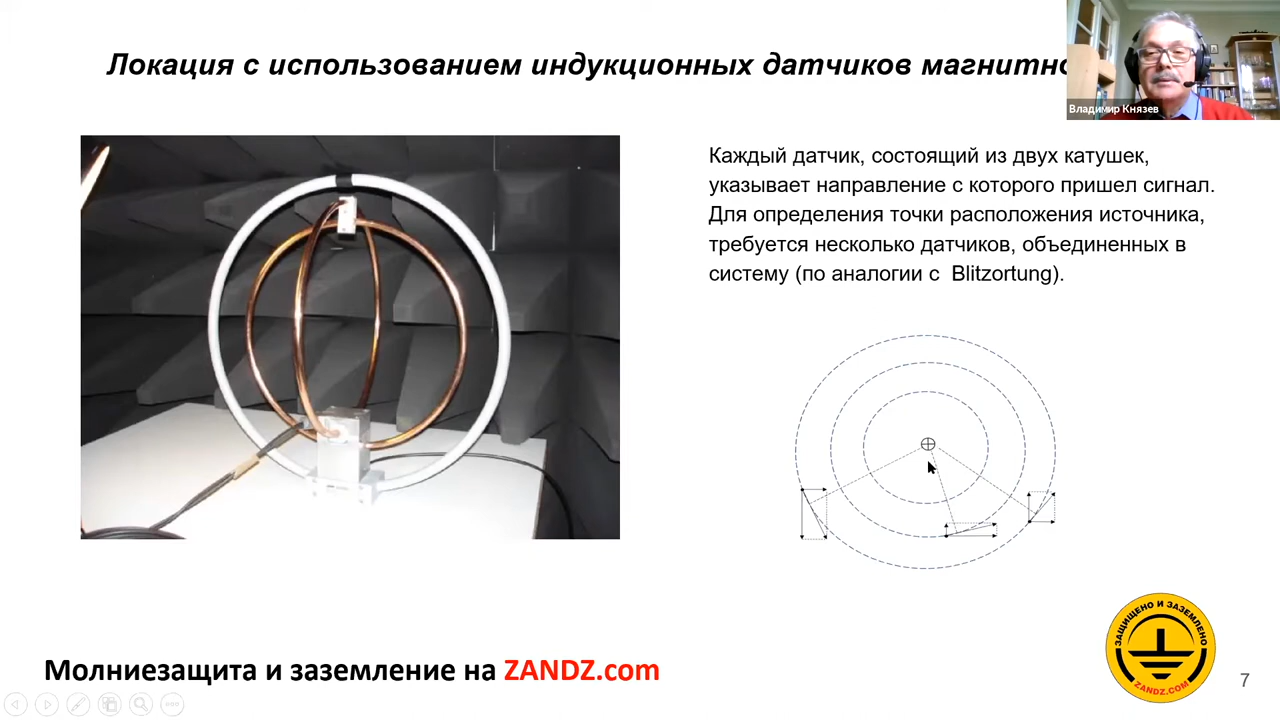 Локация с использованием индукционных датчиков магнитно
Владимир Князев
Каждый датчик, состоящий из двух катушек,
указывает направление с которого пришел сигнал.
Для определения точки расположения источника,
требуется несколько датчиков, объединенных в
систему (по аналогии с Blitzortung).
ЗАЩИЩЕНО И ЗАЗЕМЛЕНО
ZANDZ.COM
Молниезащита и заземление на ZANDZ.com
7